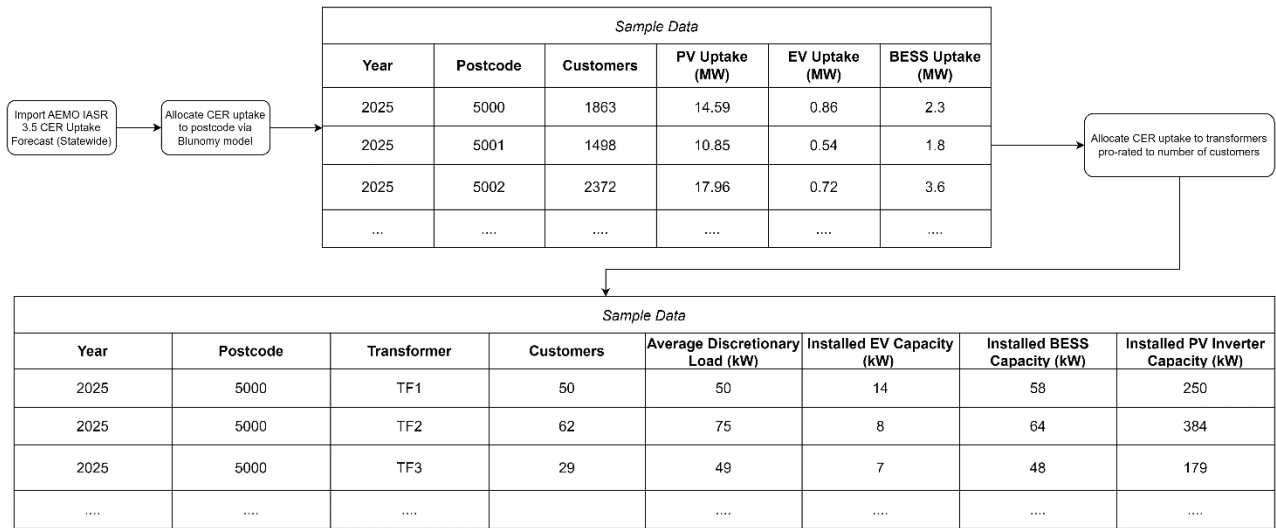 Import AEMO IASR
3.5 CER Uptake
Forecast (Statewide)
Allocate CER uptake
to postcode via
Blunomy model
Sample Data
Year Postcode Customers PV Uptake (MW) EV Uptake (MW) BESS Uptake (MW)
2025 5000 1863 14.59 0.86 2.3
2025 5001 1498 10.85 0.54 1.8
2025 5002 2372 17.96 0.72 3.6
... .... .... .... .... ....
Allocate CER uptake to transformers
pro-rated to number of customers
Sample Data
Year Postcode Transformer Customers Average Discretionary Load (kW) Installed EV Capacity (kW) Installed BESS Capacity (kW) Installed PV Inverter Capacity (kW)
2025 5000 TF1 50 50 14 58 250
2025 5000 TF2 62 75 8 64 384
2025 5000 TF3 29 49 7 48 179
.... .... .... .... .... .... ....